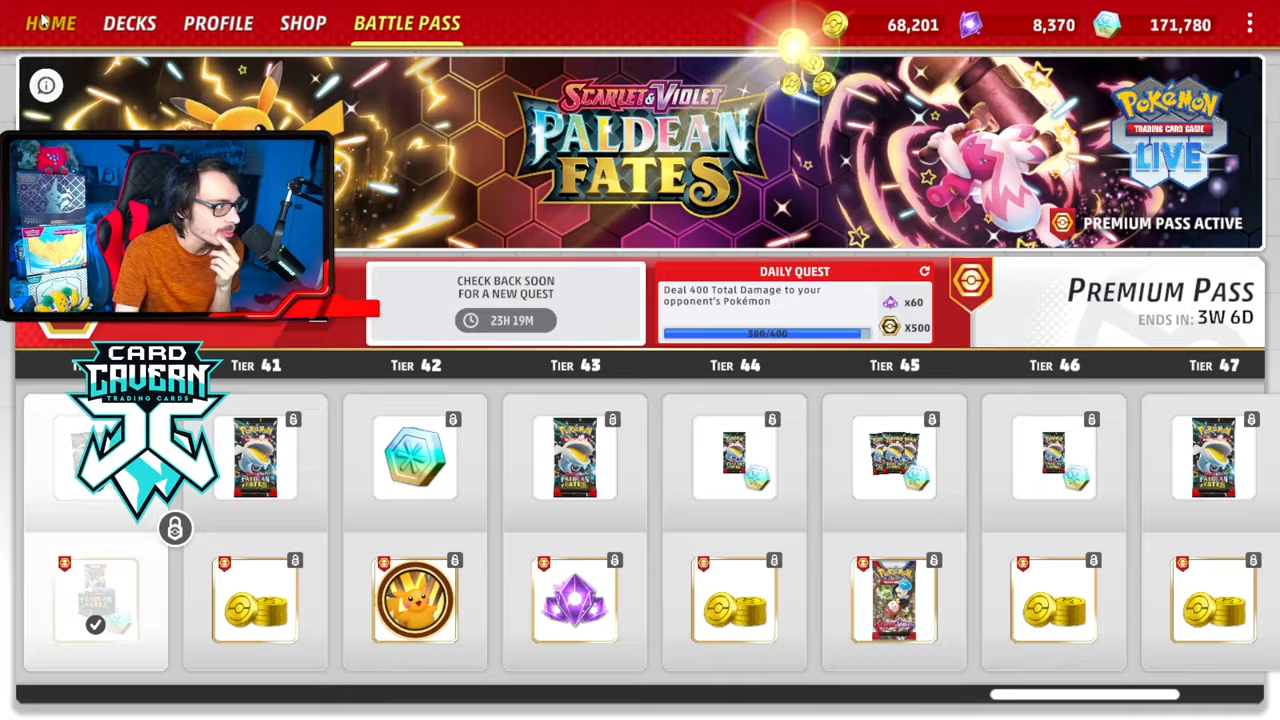 HOME DECKS PROFILE SHOP BATTLE PASS 68,201 8,370 171,780
SCARLET & VIOLET
PALDEAN
FATES
POKÉMON
TRADING CARD GAME
LIVE
PREMIUM PASS ACTIVE
CHECK BACK SOON
FOR A NEW QUEST
23H 19M
DAILY QUEST
Deal 400 Total Damage to your
opponent's Pokémon
380/400
x60
x500
PREMIUM PASS
ENDS IN: 3W 6D
CARD
CAVERN
TRADING CARDS
TIER 41 TIER 42 TIER 43 TIER 44 TIER 45 TIER 46 TIER 47